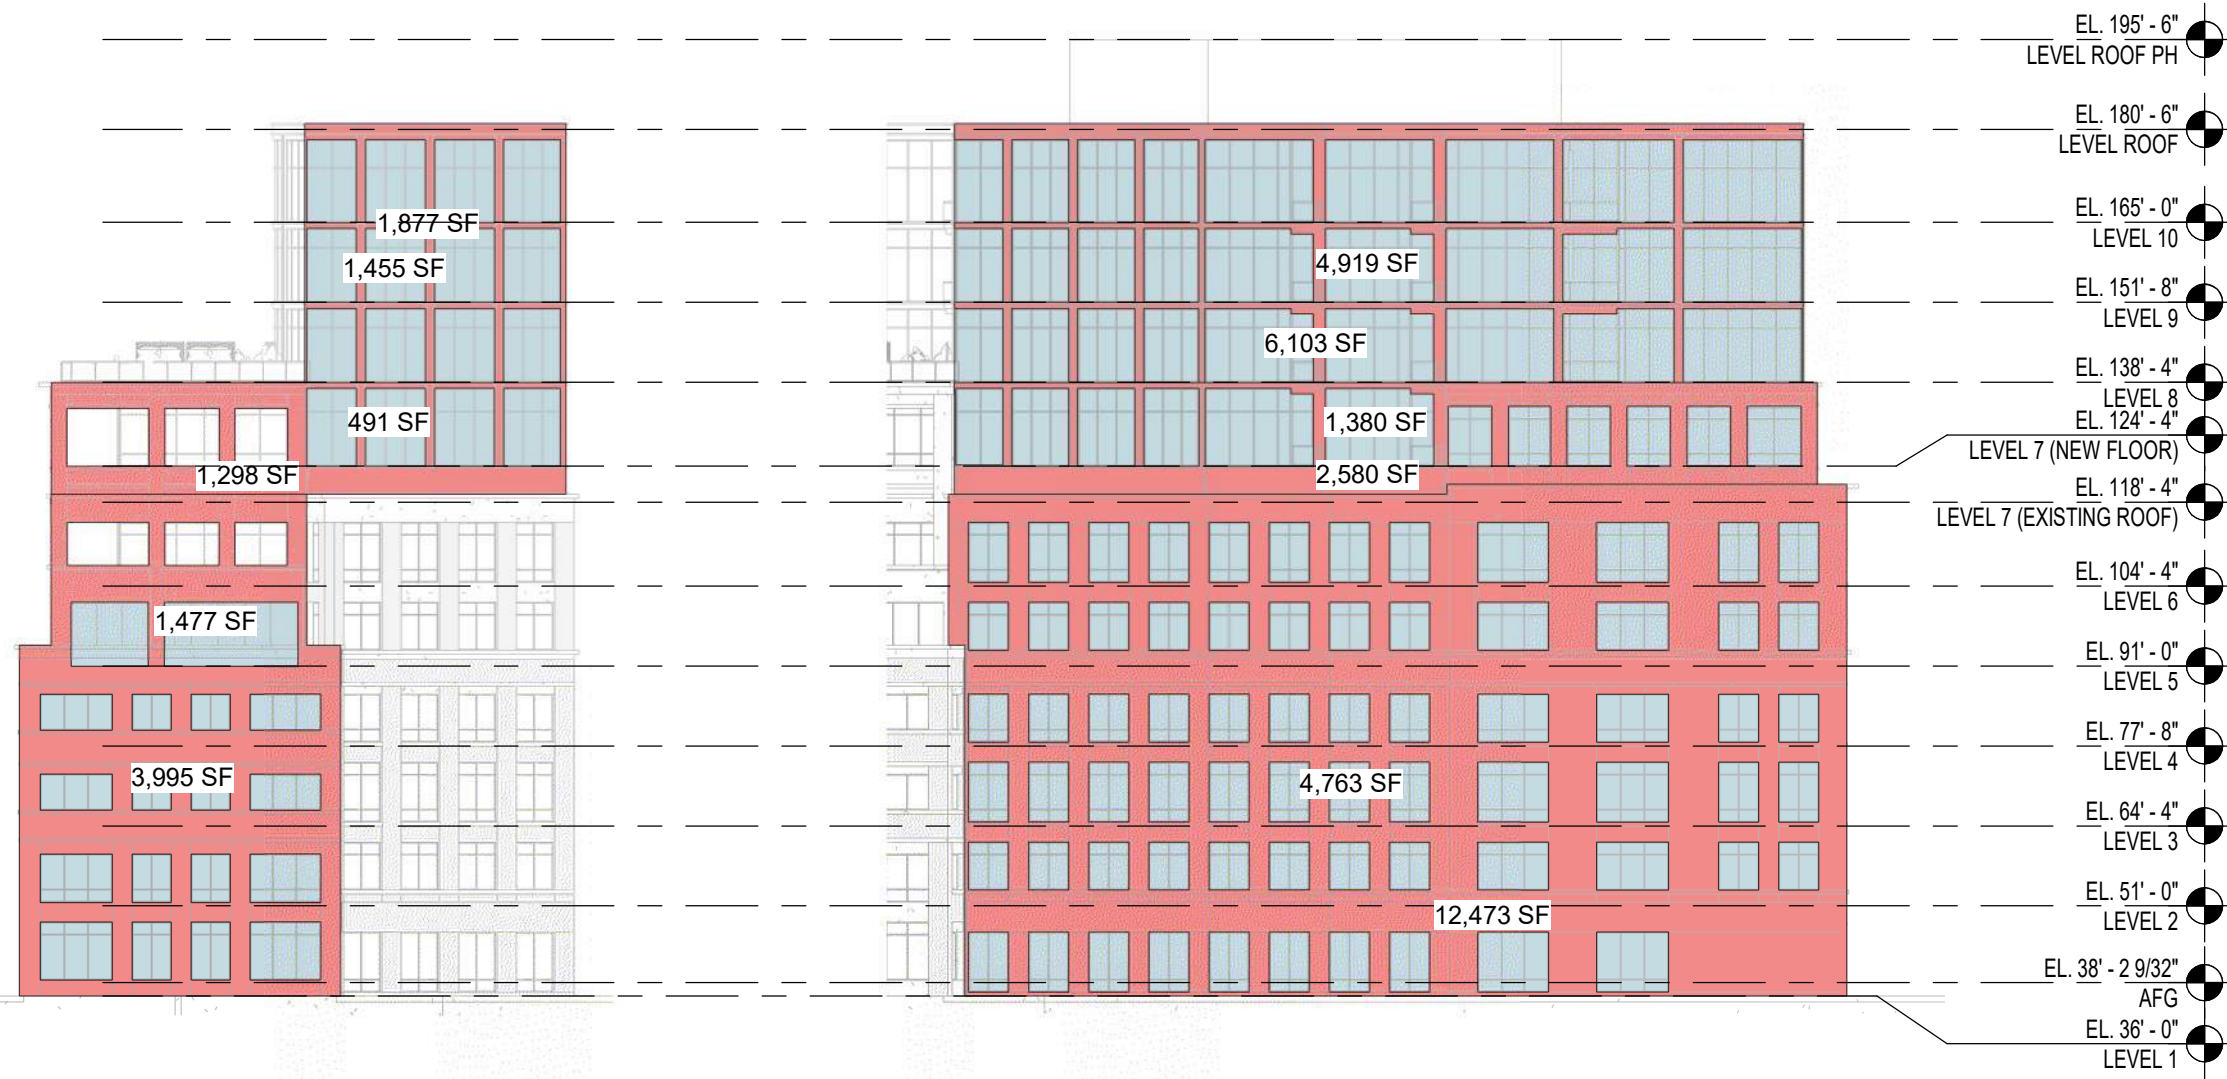 EL. 195' - 6"
LEVEL ROOF PH
EL. 180' - 6"
LEVEL ROOF
EL. 165' - 0"
LEVEL 10
EL. 151' - 8"
LEVEL 9
EL. 138' - 4"
LEVEL 8
EL. 124' - 4"
LEVEL 7 (NEW FLOOR)
EL. 118' - 4"
LEVEL 7 (EXISTING ROOF)
EL. 104' - 4"
LEVEL 6
EL. 91' - 0"
LEVEL 5
EL. 77' - 8"
LEVEL 4
EL. 64' - 4"
LEVEL 3
EL. 51' - 0"
LEVEL 2
EL. 38' - 2 9/32"
AFG
EL. 36' - 0"
LEVEL 1
1,877 SF
1,455 SF
491 SF
1,298 SF
1,477 SF
3,995 SF
4,919 SF
6,103 SF
1,380 SF
2,580 SF
4,763 SF
12,473 SF